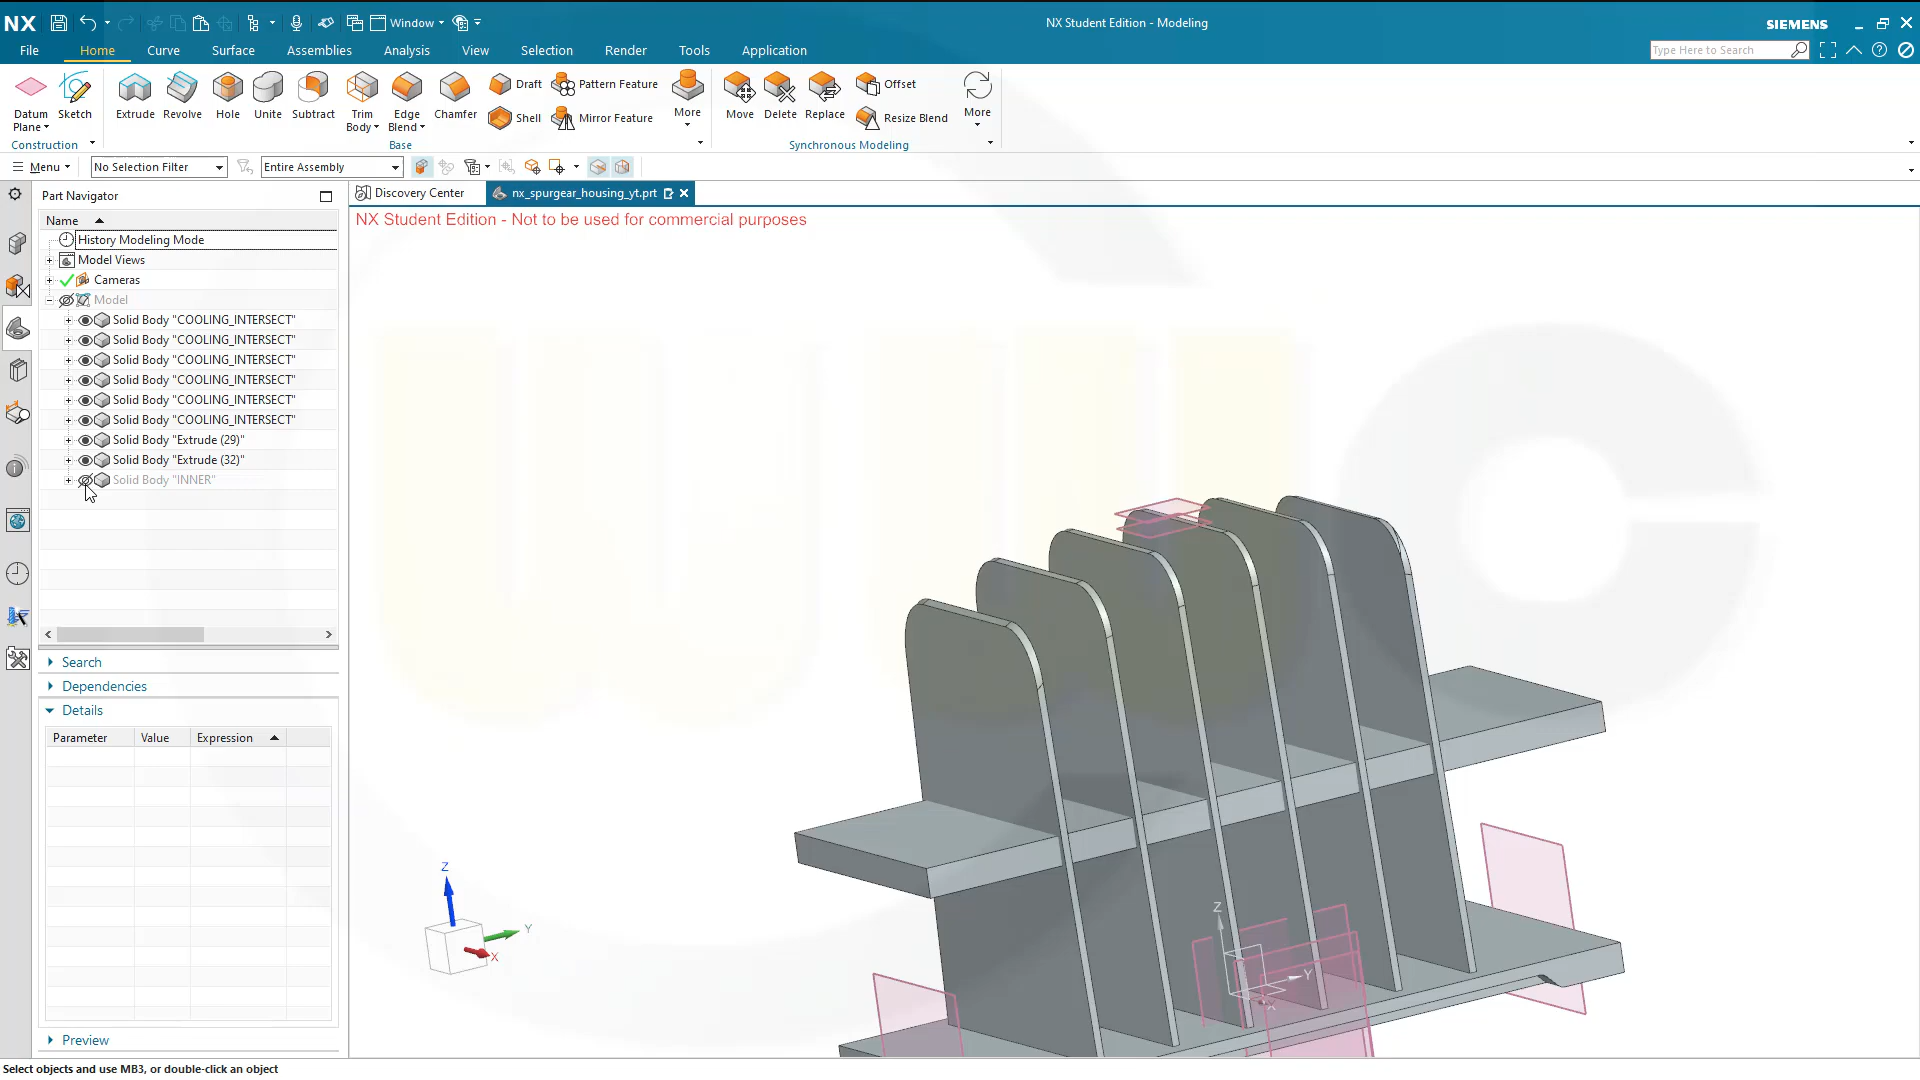 NX
Window
NX Student Edition - Modeling
SIEMENS
File Home Curve Surface Assemblies Analysis View Selection Render Tools Application
Type Here to Search
Datum Plane
Sketch
Extrude
Revolve
Hole
Unite
Subtract
Trim Body
Edge Blend
Chamfer
Draft
Shell
Pattern Feature
Mirror Feature
More
Move
Delete
Replace
Offset
Resize Blend
More
Construction
Base
Synchronous Modeling
Menu
No Selection Filter
Entire Assembly
Part Navigator
Discovery Center
nx_spurgear_housing_yt.prt
NX Student Edition - Not to be used for commercial purposes
Name
History Modeling Mode
Model Views
Cameras
Model
Solid Body "COOLING_INTERSECT"
Solid Body "COOLING_INTERSECT"
Solid Body "COOLING_INTERSECT"
Solid Body "COOLING_INTERSECT"
Solid Body "COOLING_INTERSECT"
Solid Body "COOLING_INTERSECT"
Solid Body "Extrude (29)"
Solid Body "Extrude (32)"
Solid Body "INNER"
Search
Dependencies
Details
Parameter Value Expression
Preview
Z
Y
X
Z
Y
X
Select objects and use MB3, or double-click an object